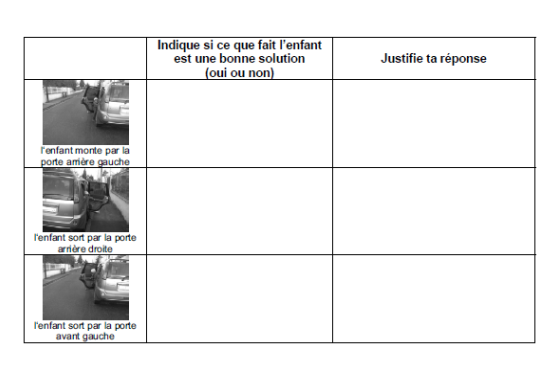 Indique si ce que fait l'enfant
est une bonne solution
(oui ou non)
Justifie ta réponse
l'enfant monte par la
porte arrière gauche
l'enfant sort par la porte
arrière droite
l'enfant sort par la porte
avant gauche